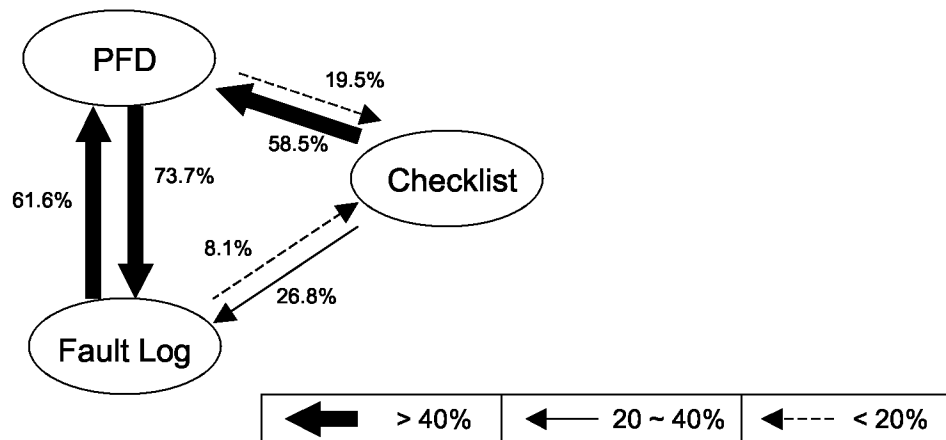 PFD
19.5%
58.5%
73.7%
61.6%
Checklist
8.1%
26.8%
Fault Log
> 40%
20 ~ 40%
< 20%